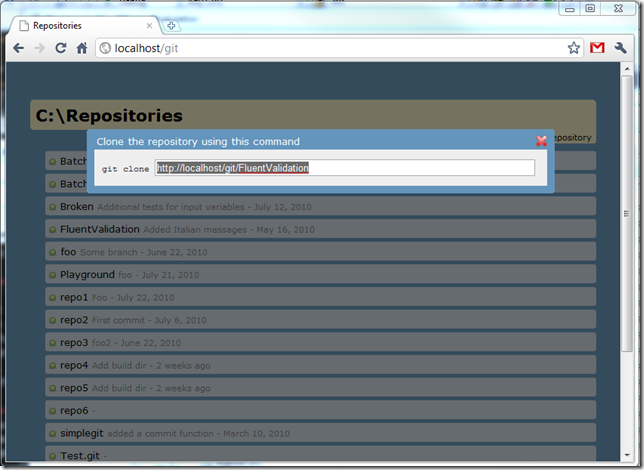 Repositories
localhost/git
C:\Repositories
Clone the repository using this command
epository
git clone http://localhost/git/FluentValidation
Batch
Batch
Broken Additional tests for input variables - July 12, 2010
FluentValidation Added Italian messages - May 16, 2010
foo Some branch - June 22, 2010
Playground foo - July 21, 2010
repo1 Foo - July 22, 2010
repo2 First commit - July 6, 2010
repo3 foo2 - June 22, 2010
repo4 Add build dir - 2 weeks ago
repo5 Add build dir - 2 weeks ago
repo6 -
simplegit added a commit function - March 10, 2010
Test.git -